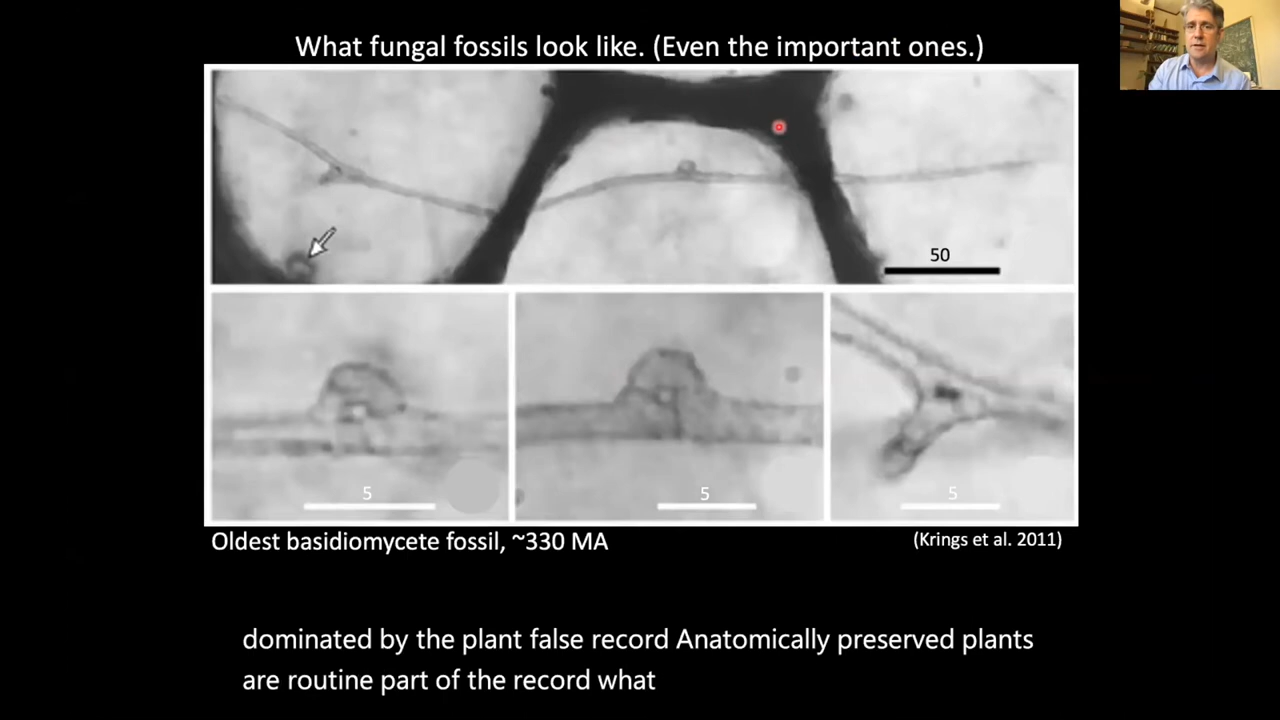 What fungal fossils look like. (Even the important ones.)
50
5
5
5
Oldest basidiomycete fossil, ~330 MA
(Krings et al. 2011)
dominated by the plant false record Anatomically preserved plants
are routine part of the record what